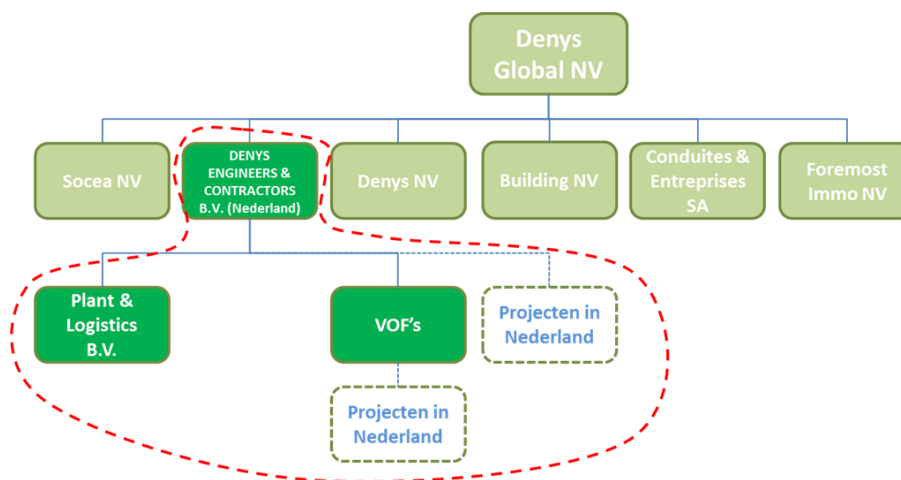 Denys
Global NV
Socea NV
DENYS
ENGINEERS &
CONTRACTORS
B.V. (Nederland)
Denys NV
Building NV
Conduites &
Entreprises
SA
Foremost
Immo NV
Plant &
Logistics
B.V.
VOF's
Projecten in
Nederland
Projecten in
Nederland